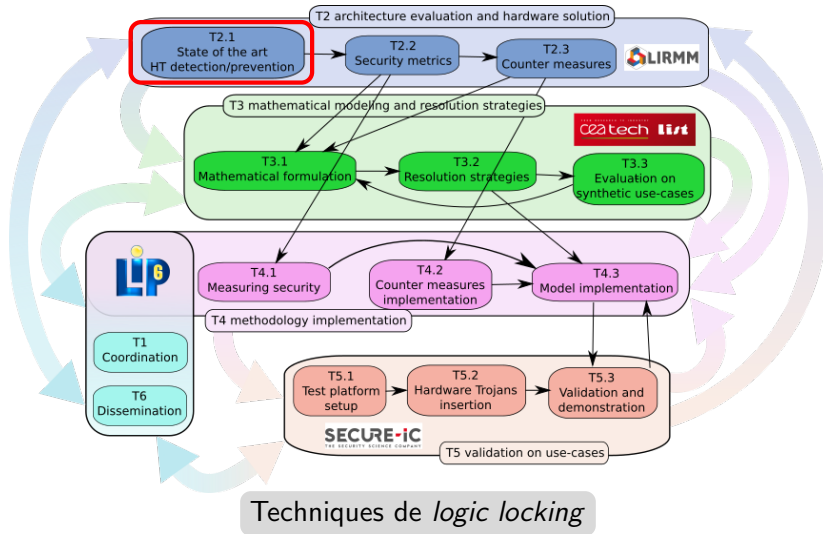 T2 architecture evaluation and hardware solution
T2.1
State of the art
HT detection/prevention
T2.2
Security metrics
T2.3
Counter measures
LIRMM
T3 mathematical modeling and resolution strategies
FROM RESEARCH TO INDUSTRY
ceatech list
T3.1
Mathematical formulation
T3.2
Resolution strategies
T3.3
Evaluation on
synthetic use-cases
LIP6
T4.1
Measuring security
T4.2
Counter measures
implementation
T4.3
Model implementation
T4 methodology implementation
T1
Coordination
T6
Dissemination
T5.1
Test platform
setup
T5.2
Hardware Trojans
insertion
T5.3
Validation and
demonstration
SECURE-IC
THE SECURITY SCIENCE COMPANY
T5 validation on use-cases
Techniques de logic locking